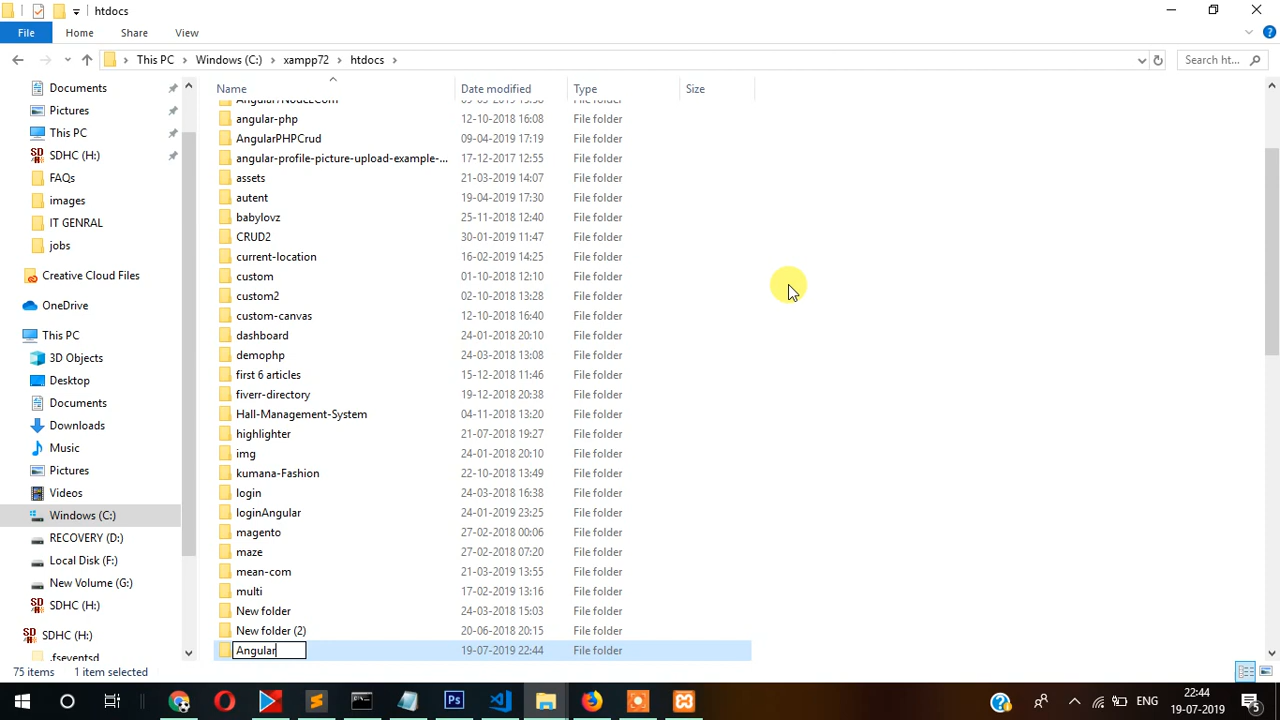 htdocs
File Home Share View
This PC Windows (C:) xampp72 htdocs Search ht...
Name Date modified Type Size
Documents
Pictures
This PC
SDHC (H:)
FAQs
images
IT GENRAL
jobs
Creative Cloud Files
OneDrive
This PC
3D Objects
Desktop
Documents
Downloads
Music
Pictures
Videos
Windows (C:)
RECOVERY (D:)
Local Disk (F:)
New Volume (G:)
SDHC (H:)
SDHC (H:)
.fseventsd
File folder
angular-php 12-10-2018 16:08 File folder
AngularPHPCrud 09-04-2019 17:19 File folder
angular-profile-picture-upload-example-... 17-12-2017 12:55 File folder
assets 21-03-2019 14:07 File folder
autent 19-04-2019 17:30 File folder
babylovz 25-11-2018 12:40 File folder
CRUD2 30-01-2019 11:47 File folder
current-location 16-02-2019 14:25 File folder
custom 01-10-2018 12:10 File folder
custom2 02-10-2018 13:28 File folder
custom-canvas 12-10-2018 16:40 File folder
dashboard 24-01-2018 20:10 File folder
demophp 24-03-2018 13:08 File folder
first 6 articles 15-12-2018 11:46 File folder
fiverr-directory 19-12-2018 20:38 File folder
Hall-Management-System 04-11-2018 13:20 File folder
highlighter 21-07-2018 19:27 File folder
img 24-01-2018 20:10 File folder
kumana-Fashion 22-10-2018 13:49 File folder
login 24-03-2018 16:38 File folder
loginAngular 24-01-2019 23:25 File folder
magento 27-02-2018 00:06 File folder
maze 27-02-2018 07:20 File folder
mean-com 21-03-2019 13:55 File folder
multi 17-02-2019 13:16 File folder
New folder 24-03-2018 15:03 File folder
New folder (2) 20-06-2018 20:15 File folder
Angular 19-07-2019 22:44 File folder
75 items 1 item selected
ENG 22:44
19-07-2019
5